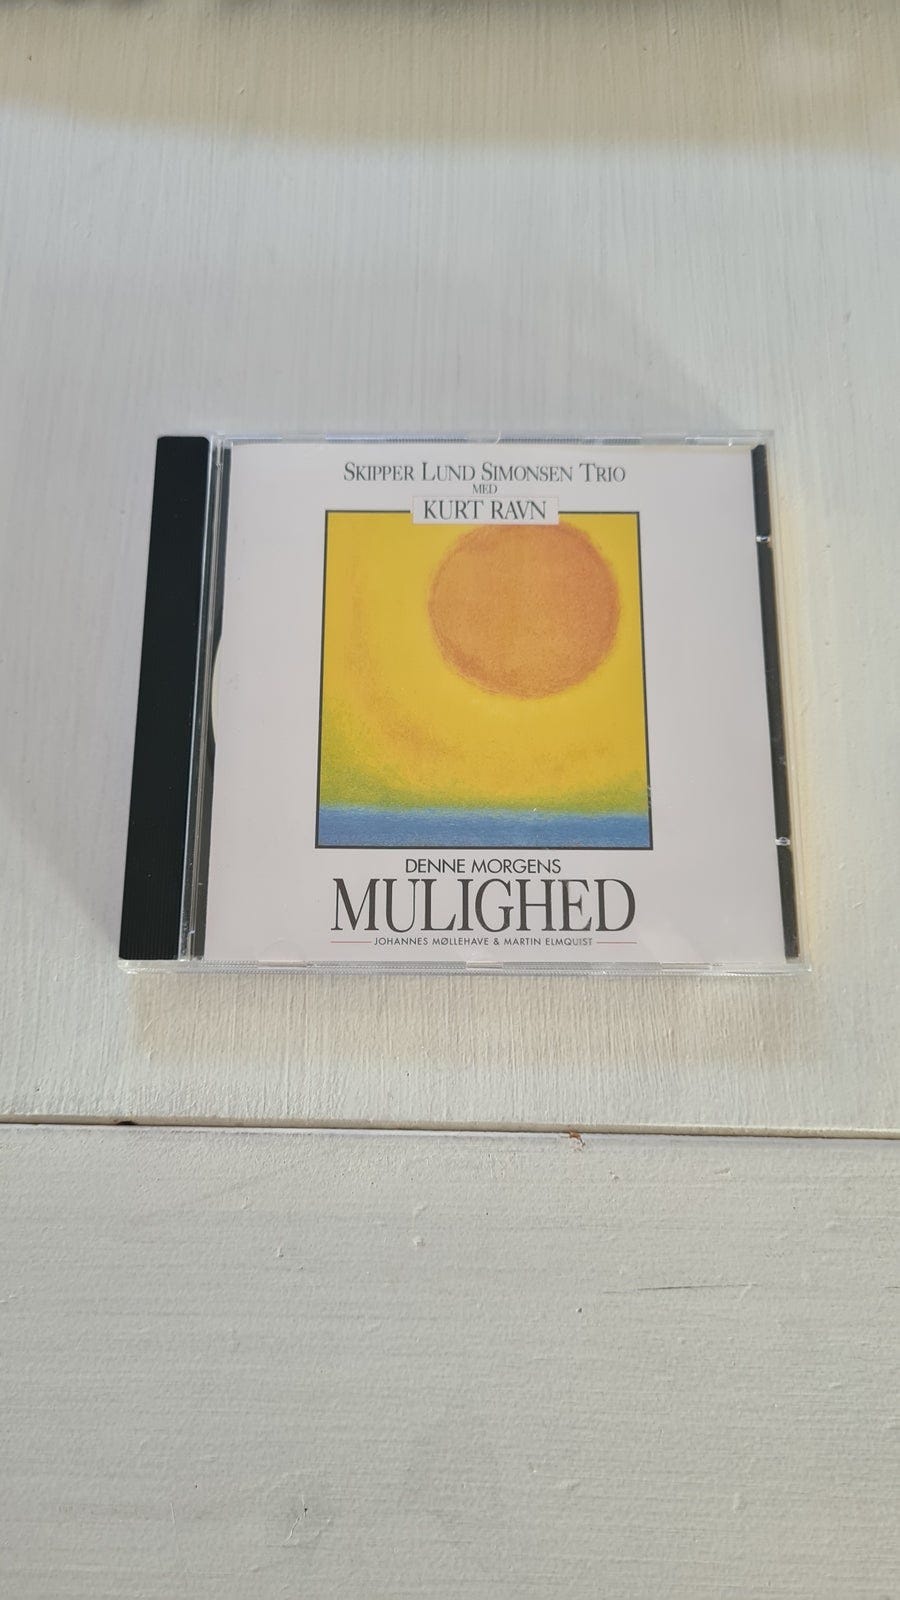 SKIPPER LUND SIMONSEN TRIO
MED
KURT RAVN
DENNE MORGENS
MULIGHED
JOHANNES MØLLEHAVE & MARTIN ELMQUIST